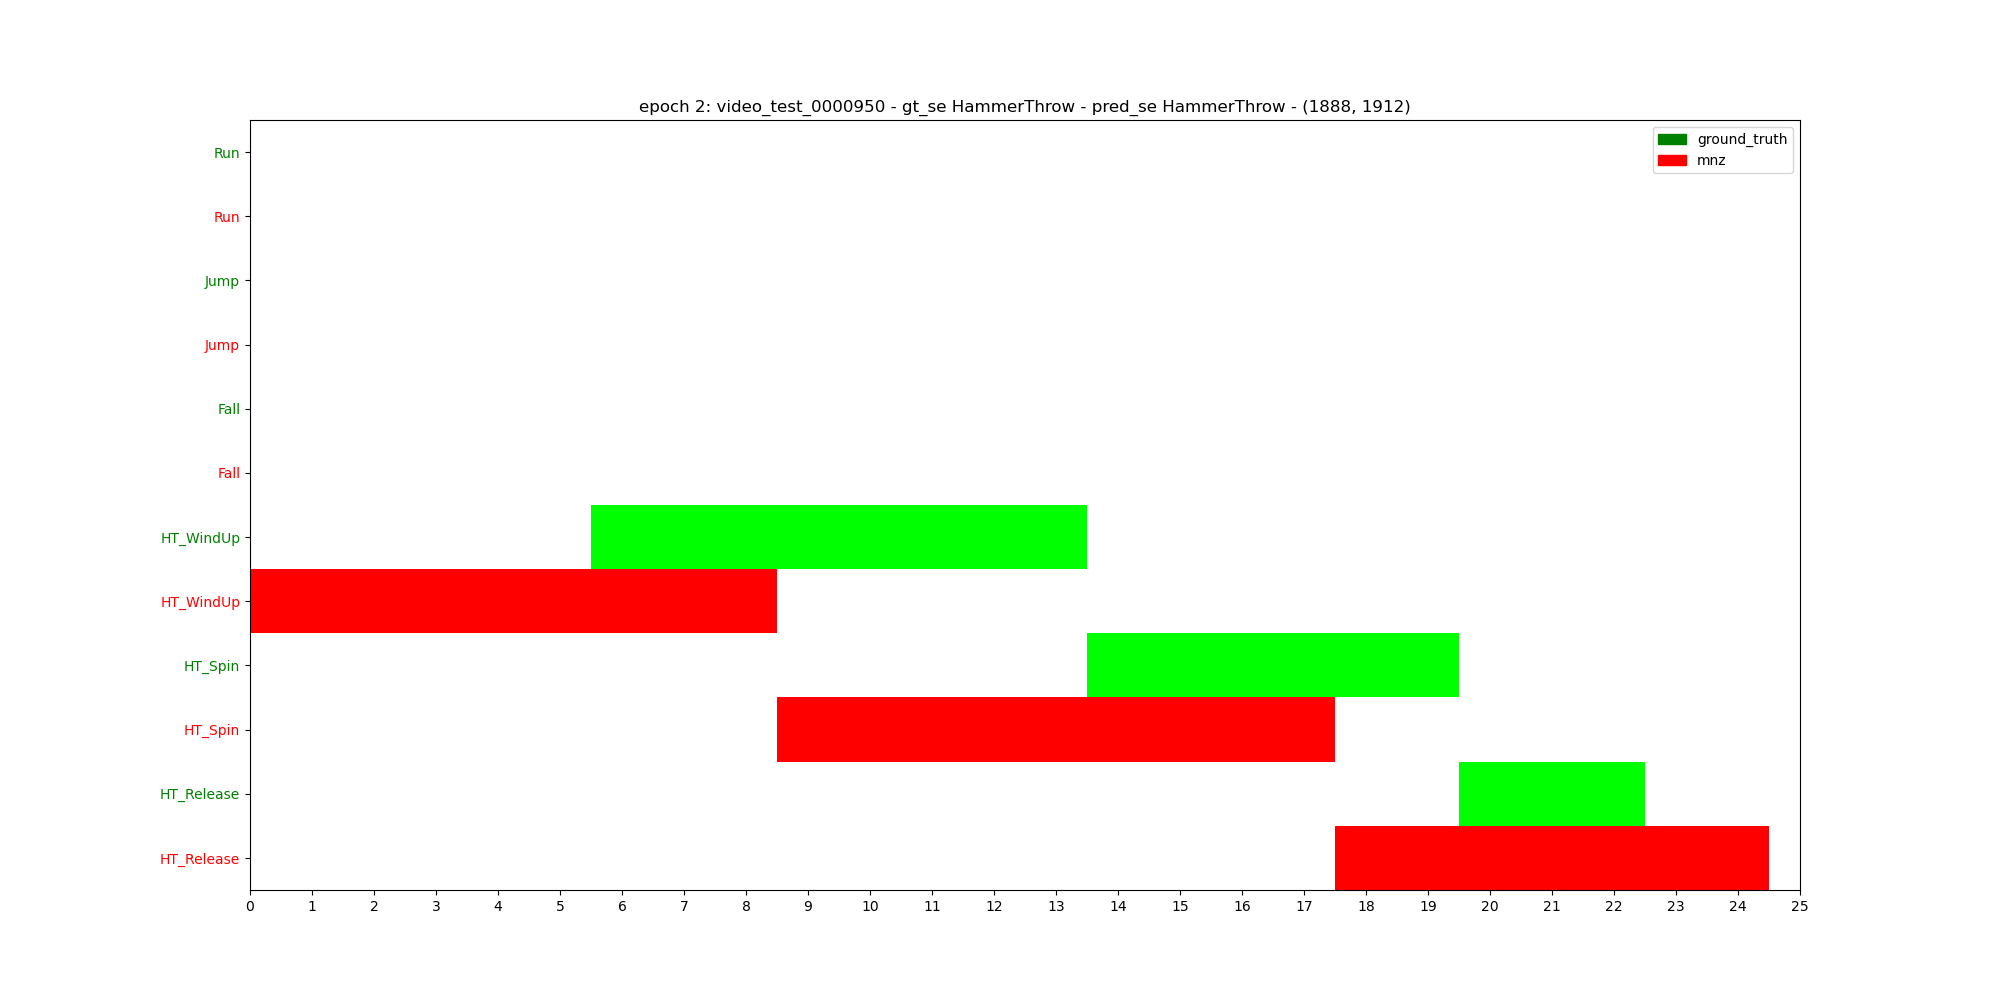 epoch 2: video_test_0000950 - gt_se HammerThrow - pred_se HammerThrow - (1888, 1912)
ground_truth
mnz
Run
Run
Jump
Jump
Fall
Fall
HT_WindUp
HT_WindUp
HT_Spin
HT_Spin
HT_Release
HT_Release
0 1 2 3 4 5 6 7 8 9 10 11 12 13 14 15 16 17 18 19 20 21 22 23 24 25